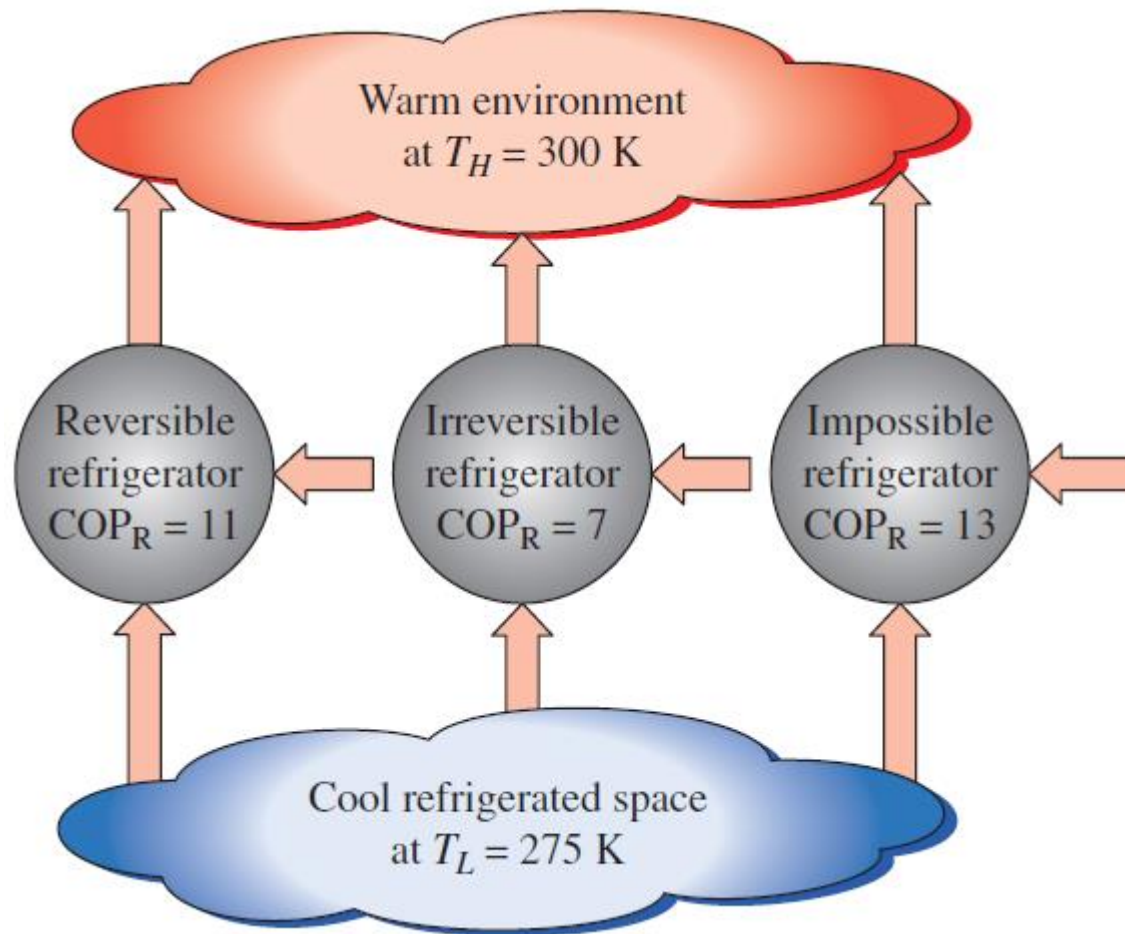 Warm environment
at T_H = 300 K
Reversible
refrigerator
COP_R = 11
Irreversible
refrigerator
COP_R = 7
Impossible
refrigerator
COP_R = 13
Cool refrigerated space
at T_L = 275 K